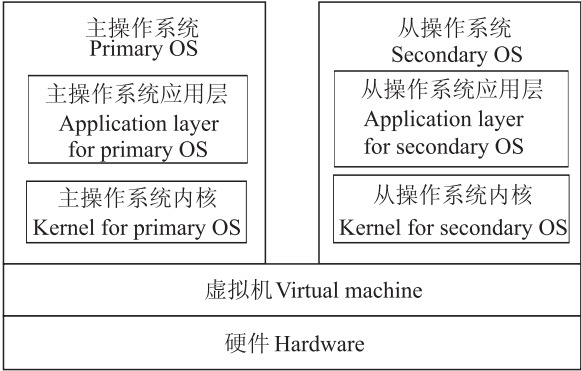 主操作系统
Primary OS
主操作系统应用层
Application layer
for primary OS
主操作系统内核
Kernel for primary OS
从操作系统
Secondary OS
从操作系统应用层
Application layer
for secondary OS
从操作系统内核
Kernel for secondary OS
虚拟机 Virtual machine
硬件 Hardware